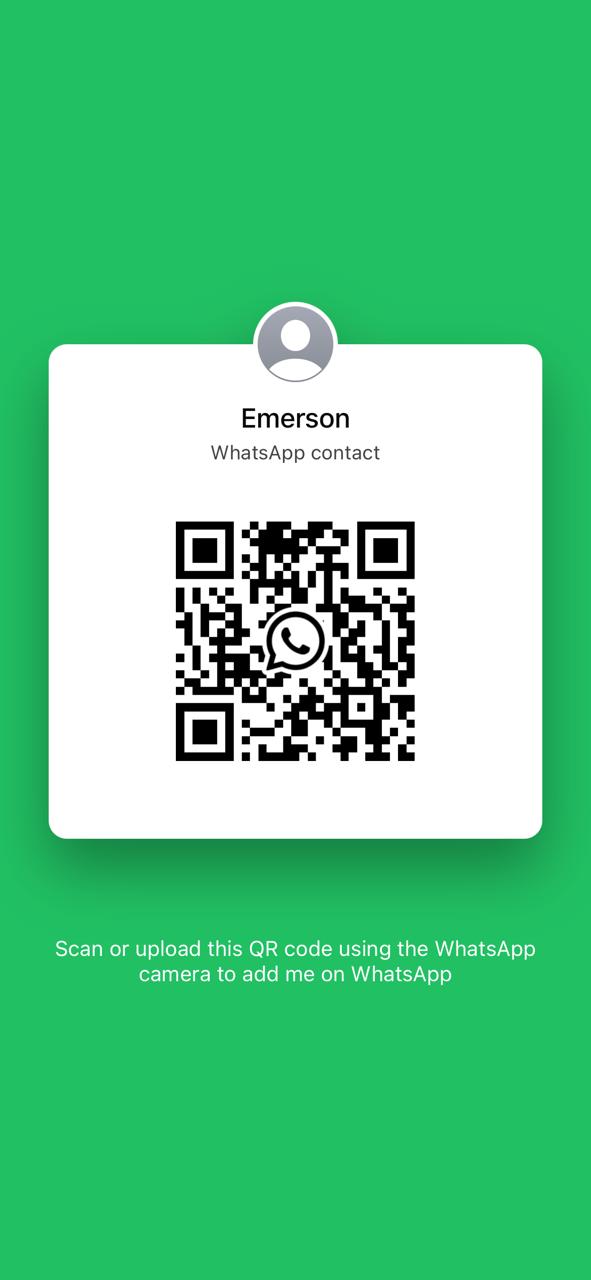 Emerson
WhatsApp contact
Scan or upload this QR code using the WhatsApp
camera to add me on WhatsApp